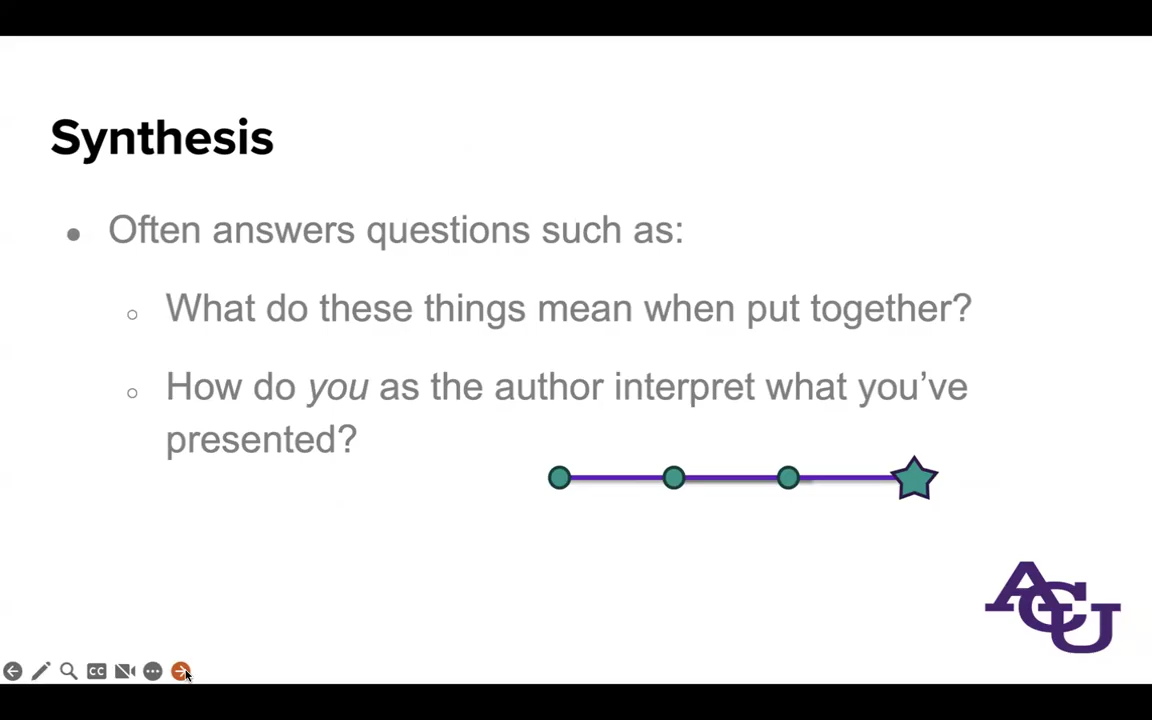 Synthesis
Often answers questions such as:
What do these things mean when put together?
How do you as the author interpret what you’ve
presented?
ACU
CC